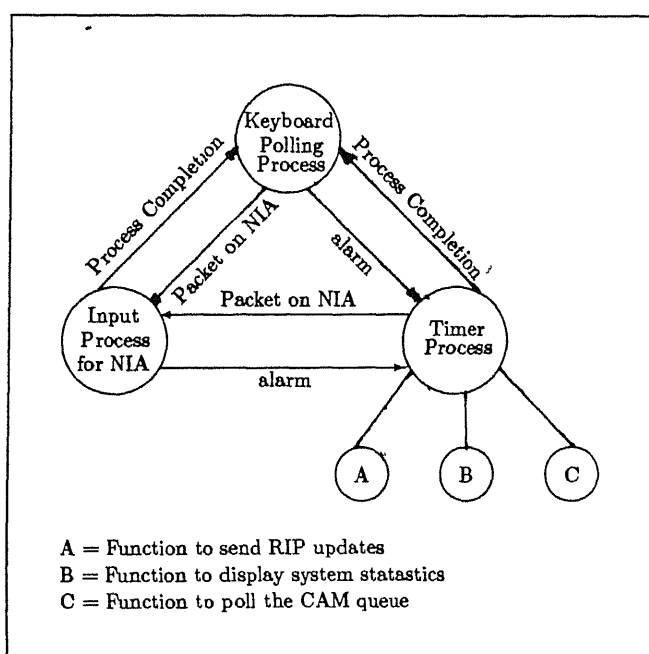 Keyboard
Polling
Process
Process Completion
Process Completion
Packet on NIA
alarm
Packet on NIA
Input
Process
for NIA
Timer
Process
alarm
A
B
C
A = Function to send RIP updates
B = Function to display system statastics
C = Function to poll the CAM queue